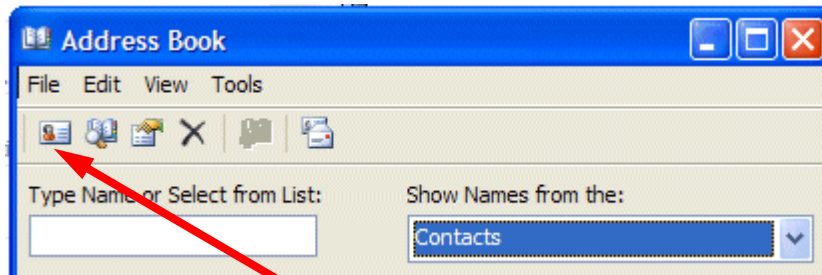 Address Book
File Edit View Tools
Type Name or Select from List:
Show Names from the:
Contacts